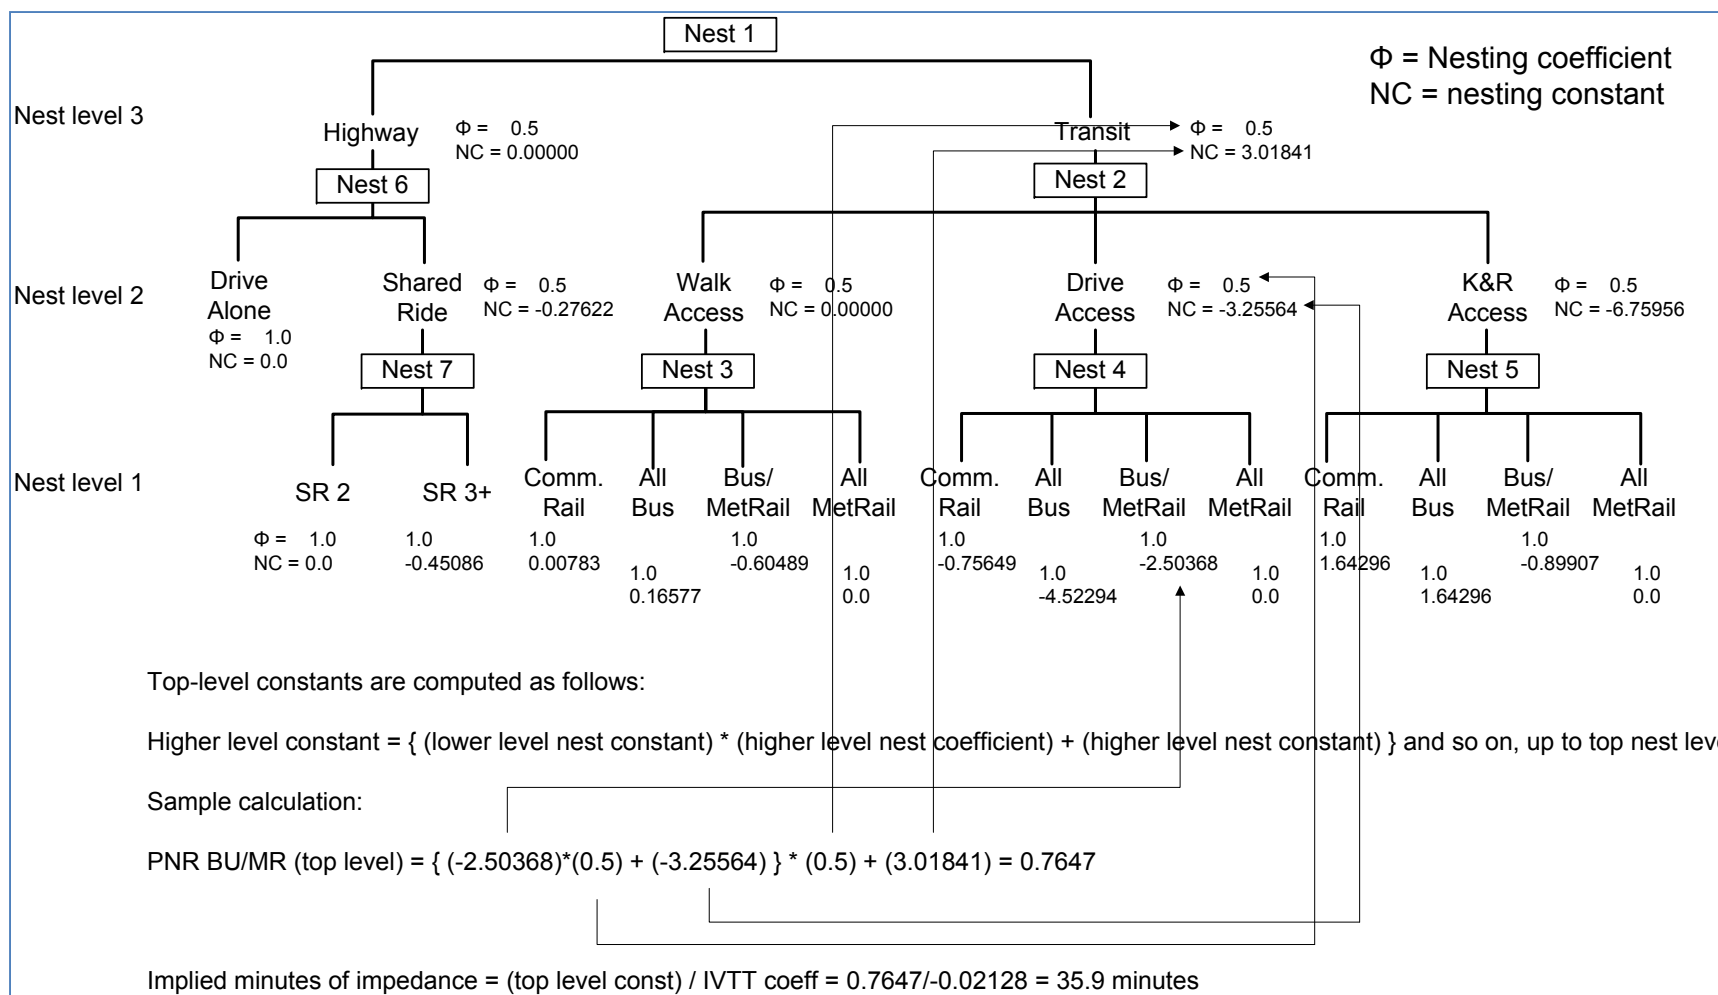 Nest 1
Φ = Nesting coefficient
NC = nesting constant
Nest level 3
Highway
Φ = 0.5
NC = 0.00000
Transit
Φ = 0.5
NC = 3.01841
Nest 6
Nest 2
Nest level 2
Drive
Alone
Φ = 1.0
NC = 0.0
Shared
Ride
Φ = 0.5
NC = -0.27622
Walk
Access
Φ = 0.5
NC = 0.00000
Drive
Access
Φ = 0.5
NC = -3.25564
K&R
Access
Φ = 0.5
NC = -6.75956
Nest 7
Nest 3
Nest 4
Nest 5
Nest level 1
SR 2
Φ = 1.0
NC = 0.0
SR 3+
1.0
-0.45086
Comm.
Rail
1.0
0.00783
All
Bus
1.0
0.16577
Bus/
MetRail
1.0
-0.60489
All
MetRail
1.0
0.0
Comm.
Rail
1.0
-0.75649
All
Bus
1.0
-4.52294
Bus/
MetRail
1.0
-2.50368
All
MetRail
1.0
0.0
Comm.
Rail
1.0
1.64296
All
Bus
1.0
1.64296
Bus/
MetRail
1.0
-0.89907
All
MetRail
1.0
0.0
Top-level constants are computed as follows:
Higher level constant = { (lower level nest constant) * (higher level nest coefficient) + (higher level nest constant) } and so on, up to top nest leve
Sample calculation:
PNR BU/MR (top level) = { (-2.50368)*(0.5) + (-3.25564) } * (0.5) + (3.01841) = 0.7647
Implied minutes of impedance = (top level const) / IVTT coeff = 0.7647/-0.02128 = 35.9 minutes